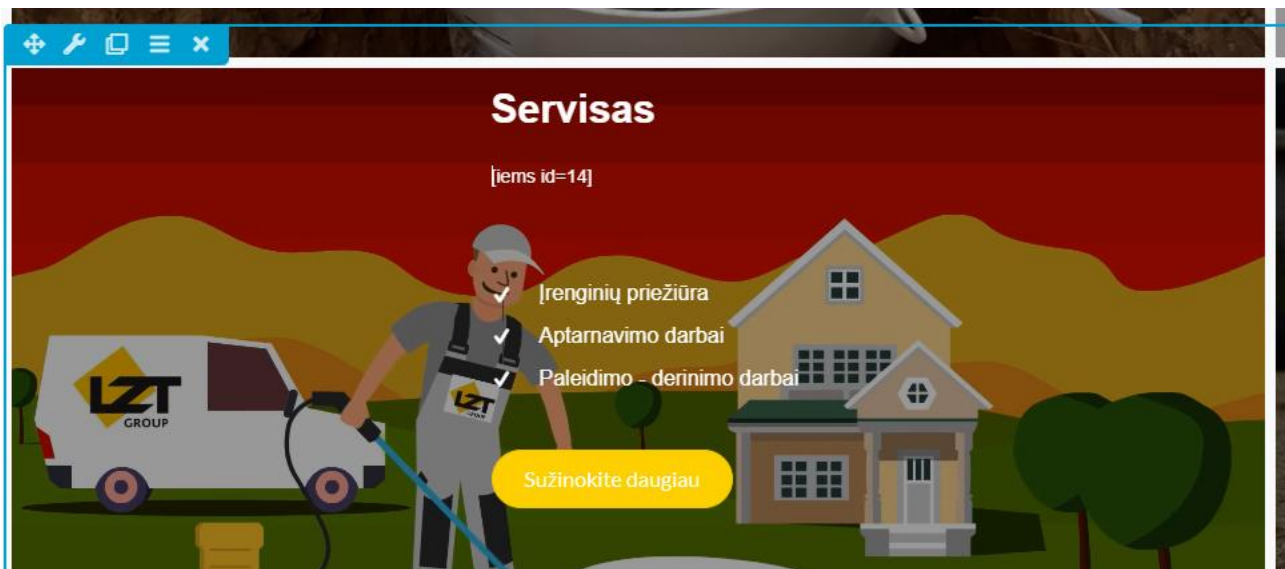 Servisas
[iems id=14]
Įrenginių priežiūra
Aptarnavimo darbai
Paleidimo - derinimo darbai
LZT
GROUP
LZT
Sužinokite daugiau